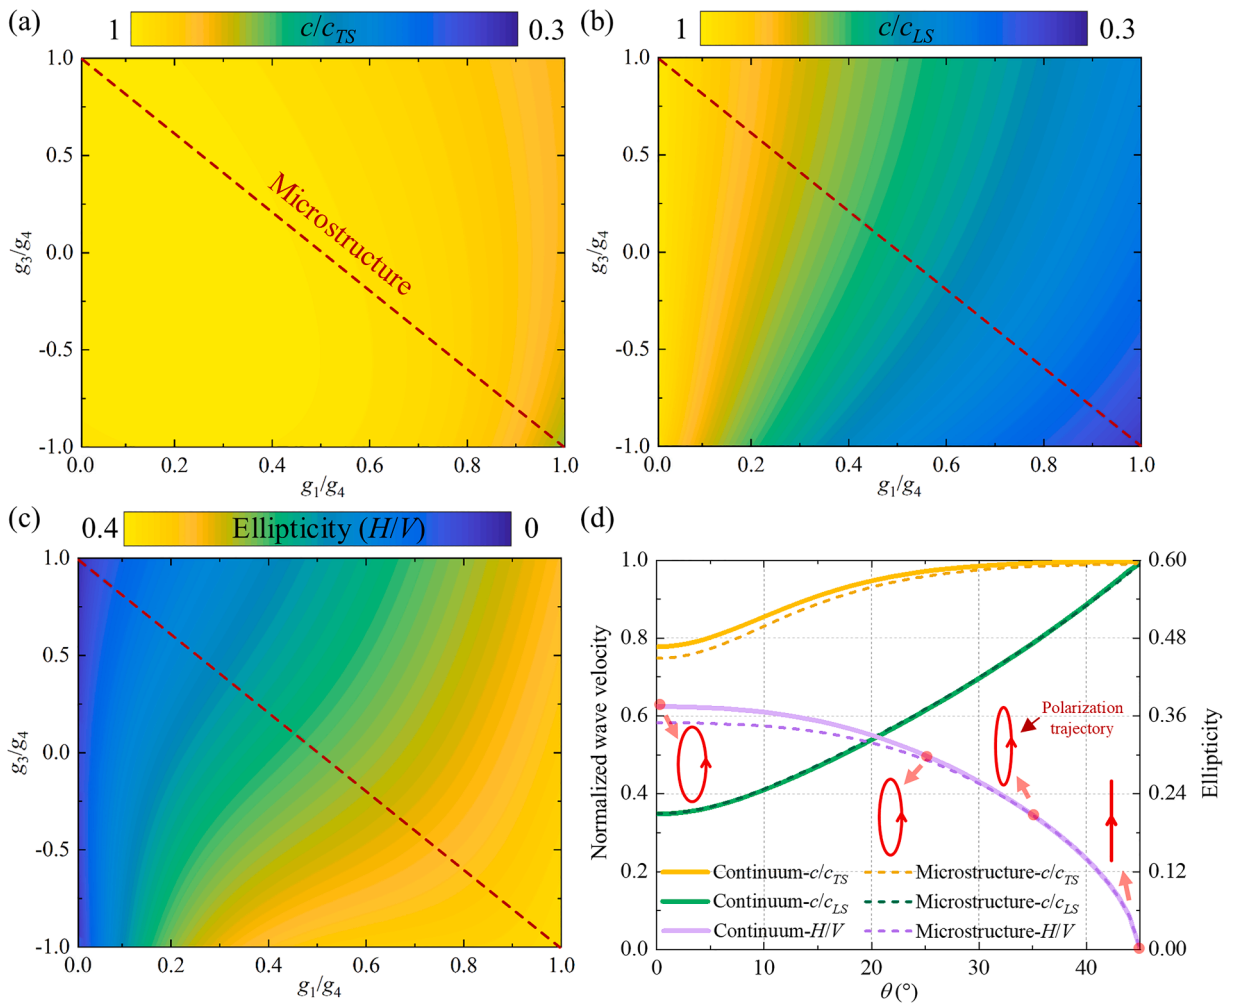 (a)
1 c/c_TS 0.3
1.0
0.5
0.0
-0.5
-1.0
g3/g4
Microstructure
0.0 0.2 0.4 0.6 0.8 1.0
g1/g4
(b)
1 c/c_LS 0.3
1.0
0.5
0.0
-0.5
-1.0
g3/g4
0.0 0.2 0.4 0.6 0.8 1.0
g1/g4
(c)
0.4 Ellipticity (H/V) 0
1.0
0.5
0.0
-0.5
-1.0
g3/g4
0.0 0.2 0.4 0.6 0.8 1.0
g1/g4
(d)
1.0
0.8
0.6
0.4
0.2
0.0
Normalized wave velocity
0.60
0.48
0.36
0.24
0.12
0.00
Ellipticity
Polarization
trajectory
Continuum-c/c_TS Microstructure-c/c_TS
Continuum-c/c_LS Microstructure-c/c_LS
Continuum-H/V Microstructure-H/V
0 10 20 30 40
θ (°)